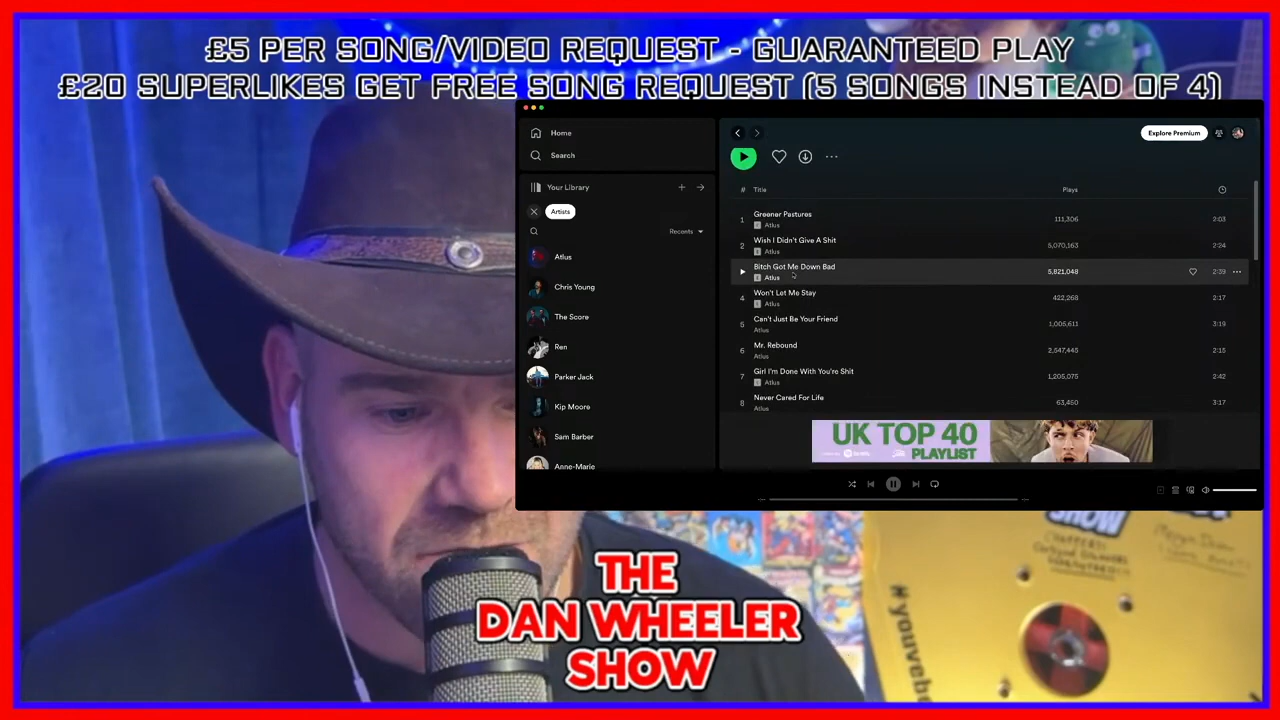 £5 PER SONG/VIDEO REQUEST - GUARANTEED PLAY
£20 SUPERLIKES GET FREE SONG REQUEST (5 SONGS INSTEAD OF 4)
Home
Search
Your Library
Artists
Recents
Atlus
Chris Young
The Score
Ren
Parker Jack
Kip Moore
Sam Barber
Anne-Marie
Explore Premium
# Title Plays
1 Greener Pastures 111,306 2:03
E Atlus
2 Wish I Didn't Give A Shit 5,070,163 2:24
E Atlus
Bitch Got Me Down Bad 5,821,048 2:39
E Atlus
4 Won't Let Me Stay 422,268 2:17
E Atlus
5 Can't Just Be Your Friend 1,005,611 3:19
Atlus
6 Mr. Rebound 2,547,445 2:15
Atlus
7 Girl I'm Done With You're Shit 1,205,075 2:42
E Atlus
8 Never Cared For Life 63,450 3:17
Atlus
UK TOP 40
PLAYLIST
SHOW
#youvebe
THE
DAN WHEELER
SHOW